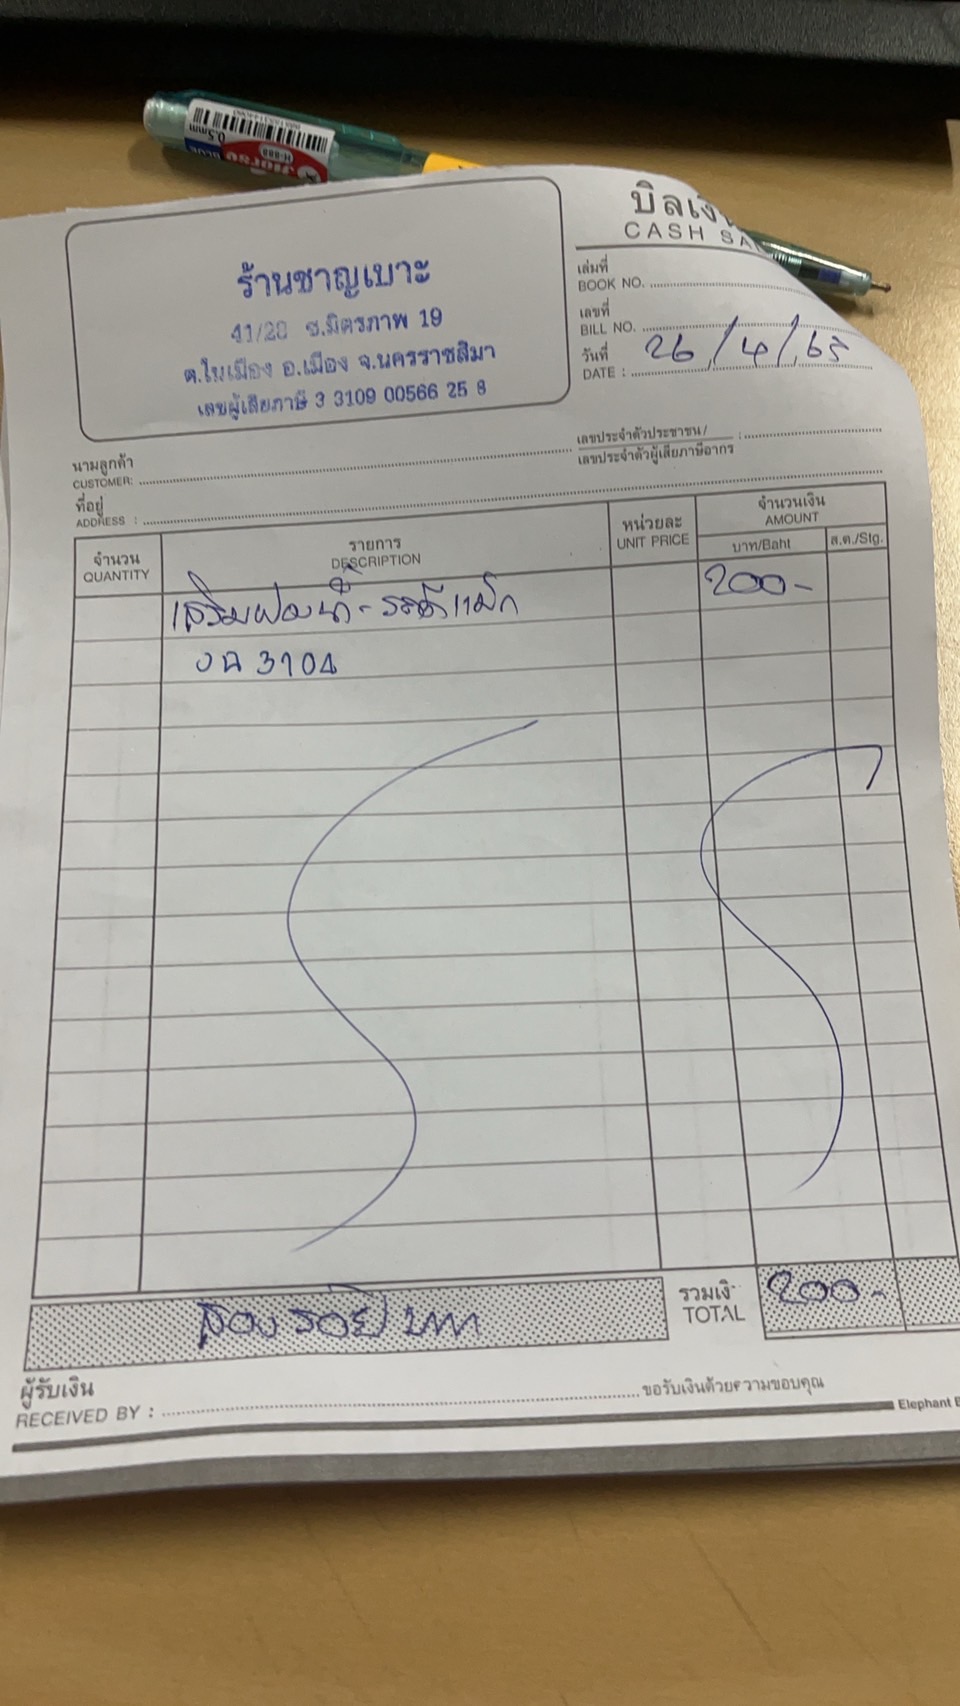 ร้านชาญเบาะ
41/20 ซ.มิตรภาพ 19
ต.ในเมือง อ.เมือง จ.นครราชสีมา
เลขผู้เสียภาษี 3 3109 00566 25 8
บิลเงิน
CASH SA
เล่มที่
BOOK NO.
เลขที่
BILL NO.
วันที่
DATE : 26/4/65
นามลูกค้า
CUSTOMER:
เลขประจำตัวประชาชน/
เลขประจำตัวผู้เสียภาษีอากร :
ที่อยู่
ADDRESS :
จำนวน
QUANTITY
รายการ
DESCRIPTION
หน่วยละ
UNIT PRICE
จำนวนเงิน
AMOUNT
บาท/Baht
ส.ต./Stg.
เสริมฟองน้ำ - 200-
3104
สองร้อยบาท
รวมเงิ
TOTAL
200-
ผู้รับเงิน
RECEIVED BY :
ขอรับเงินด้วยความขอบคุณ
Elephant
0.5mm